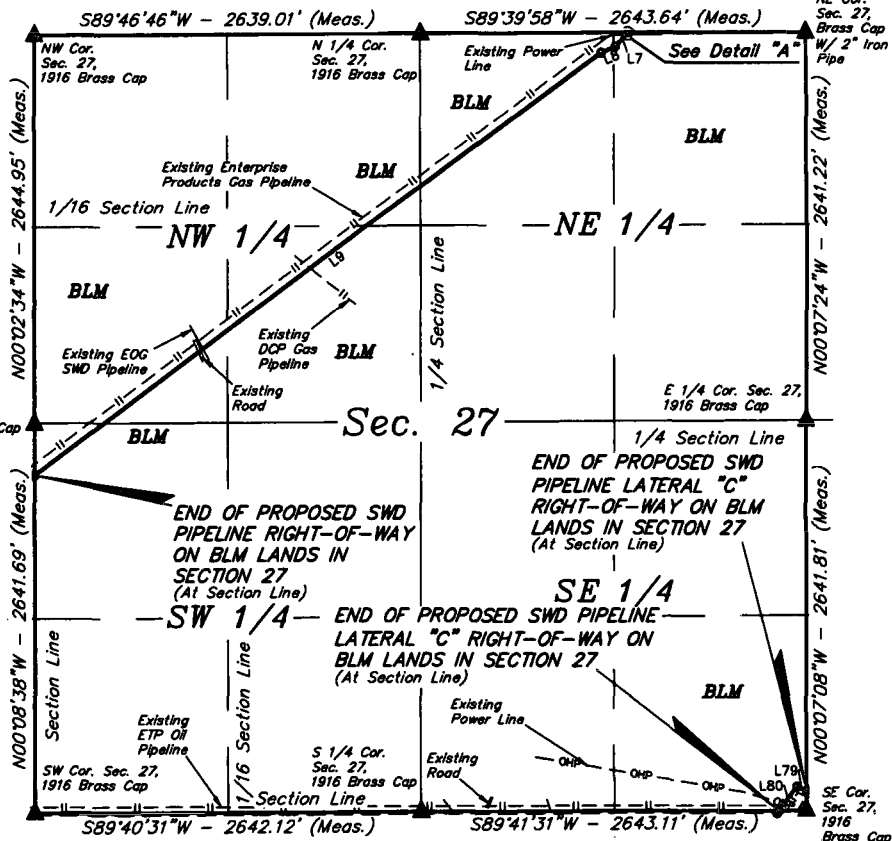 S89°46'46"W - 2639.01' (Meas.)
S89°39'58"W - 2643.64' (Meas.)
Sec. 27,
Brass Cap
W/ 2" Iron
Pipe
NW Cor.
Sec. 27,
1916 Brass Cap
N 1/4 Cor.
Sec. 27,
1916 Brass Cap
Existing Power
Line
L6
L7
See Detail "A"
BLM
BLM
BLM
Existing Enterprise
Products Gas Pipeline
1/16 Section Line
NW 1/4
NE 1/4
N00°02'34"W - 2644.95' (Meas.)
N00°07'24"W - 2641.22' (Meas.)
L9
BLM
1/4 Section Line
Existing EOG
SWD Pipeline
Existing
DCP Gas
Pipeline
BLM
Existing
Road
E 1/4 Cor. Sec. 27,
1916 Brass Cap
Cap
BLM
Sec. 27
1/4 Section Line
END OF PROPOSED SWD
PIPELINE LATERAL "C"
RIGHT-OF-WAY ON BLM
LANDS IN SECTION 27
(At Section Line)
END OF PROPOSED SWD
PIPELINE RIGHT-OF-WAY
ON BLM LANDS IN
SECTION 27
(At Section Line)
N00°08'38"W - 2641.69' (Meas.)
N00°07'08"W - 2641.81' (Meas.)
SW 1/4
SE 1/4
END OF PROPOSED SWD PIPELINE
LATERAL "C" RIGHT-OF-WAY ON
BLM LANDS IN SECTION 27
(At Section Line)
Section Line
1/16 Section Line
BLM
Existing
ETP Oil
Pipeline
Existing
Power Line
OHP
OHP
L79
L80
SW Cor. Sec. 27,
1916 Brass Cap
S 1/4 Cor.
Sec. 27,
1916 Brass Cap
Existing
Road
Section Line
SE Cor.
Sec. 27,
1916
Brass Cap
S89°40'31"W - 2642.12' (Meas.)
S89°41'31"W - 2643.11' (Meas.)